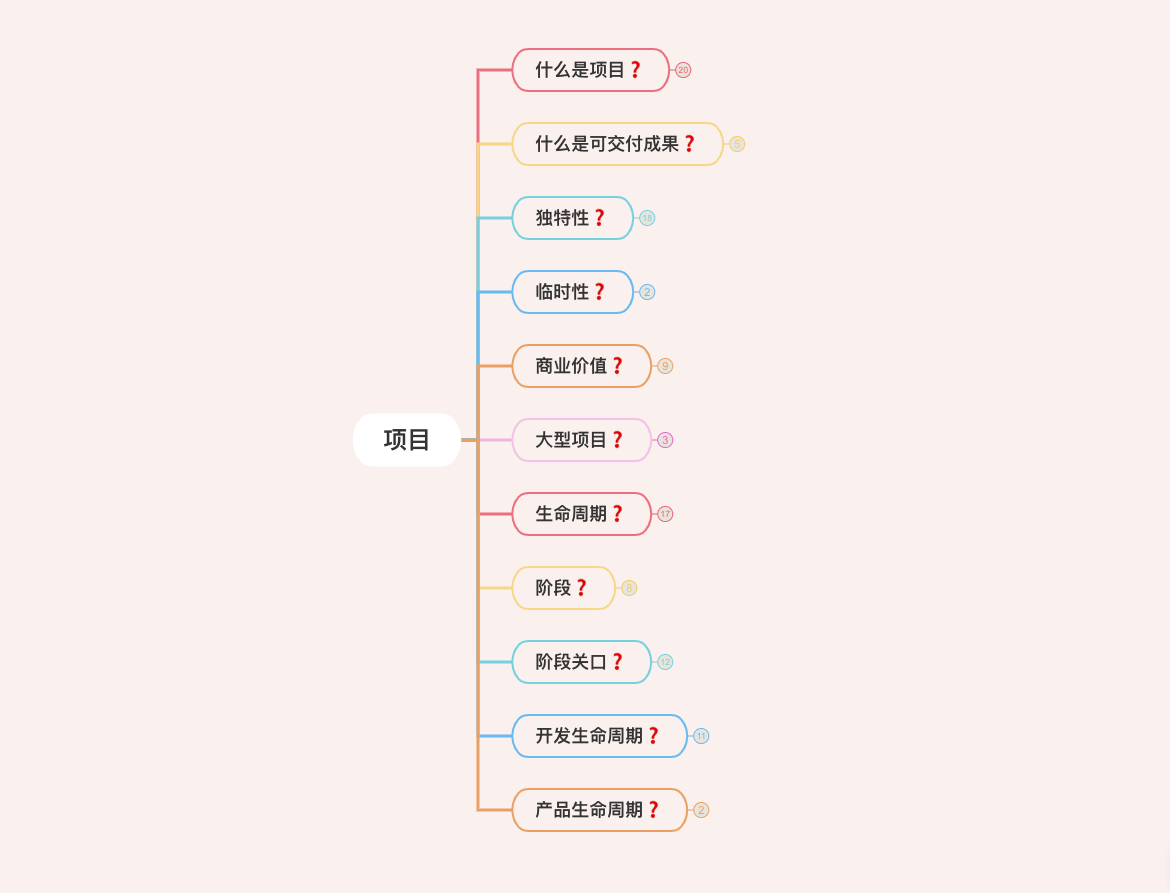 什么是项目❓ 20
什么是可交付成果❓ 5
独特性❓ 18
临时性❓ 2
商业价值❓ 9
项目
大型项目❓ 3
生命周期❓ 17
阶段❓ 8
阶段关口❓ 12
开发生命周期❓ 11
产品生命周期❓ 2